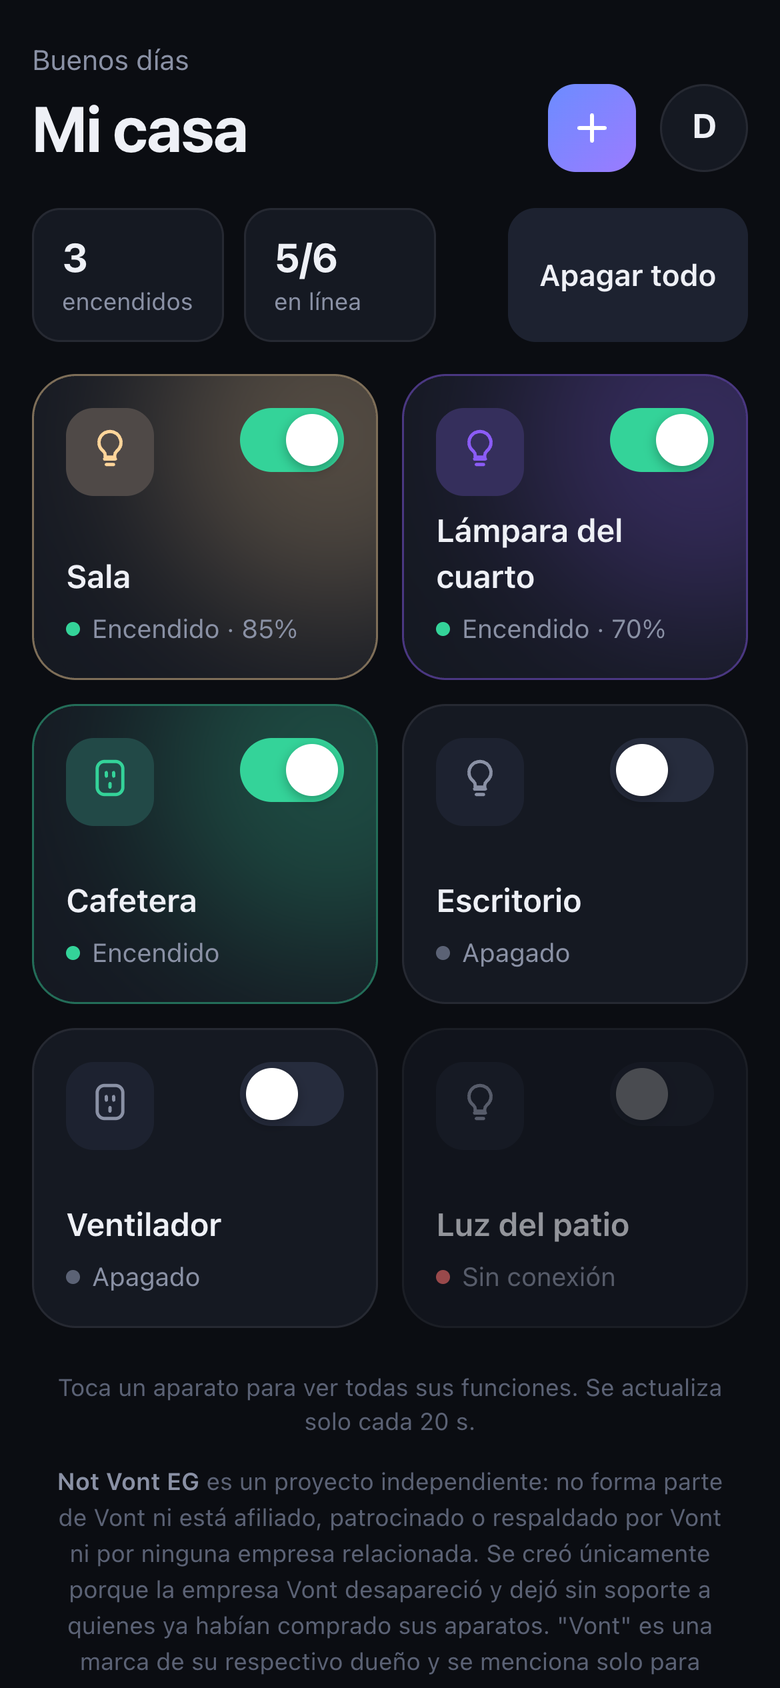 Buenos días
Mi casa
D
3
encendidos
5/6
en línea
Apagar todo
Sala
Encendido · 85%
Lámpara del
cuarto
Encendido · 70%
Cafetera
Encendido
Escritorio
Apagado
Ventilador
Apagado
Luz del patio
Sin conexión
Toca un aparato para ver todas sus funciones. Se actualiza
solo cada 20 s.
Not Vont EG es un proyecto independiente: no forma parte
de Vont ni está afiliado, patrocinado o respaldado por Vont
ni por ninguna empresa relacionada. Se creó únicamente
porque la empresa Vont desapareció y dejó sin soporte a
quienes ya habían comprado sus aparatos. "Vont" es una
marca de su respectivo dueño y se menciona solo para